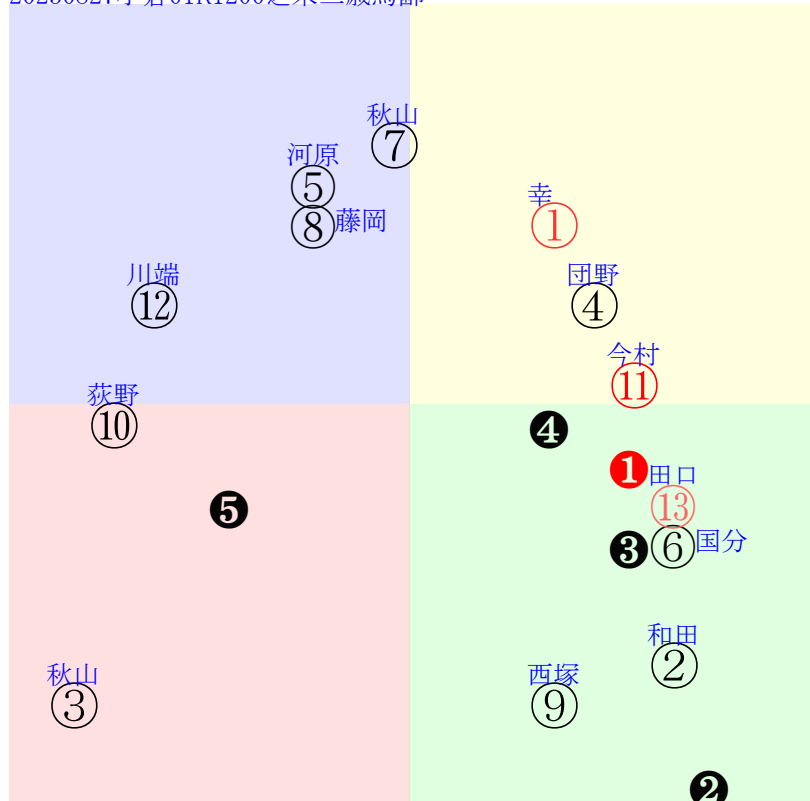 秋山
⑦
河原
⑤
⑧藤岡
幸
①
川端
⑫
団野
④
今村
⑪
荻野
⑩
❹
❶田口
⑬
❺
❸⑥国分
和田
②
秋山
③
西塚
⑨
❷